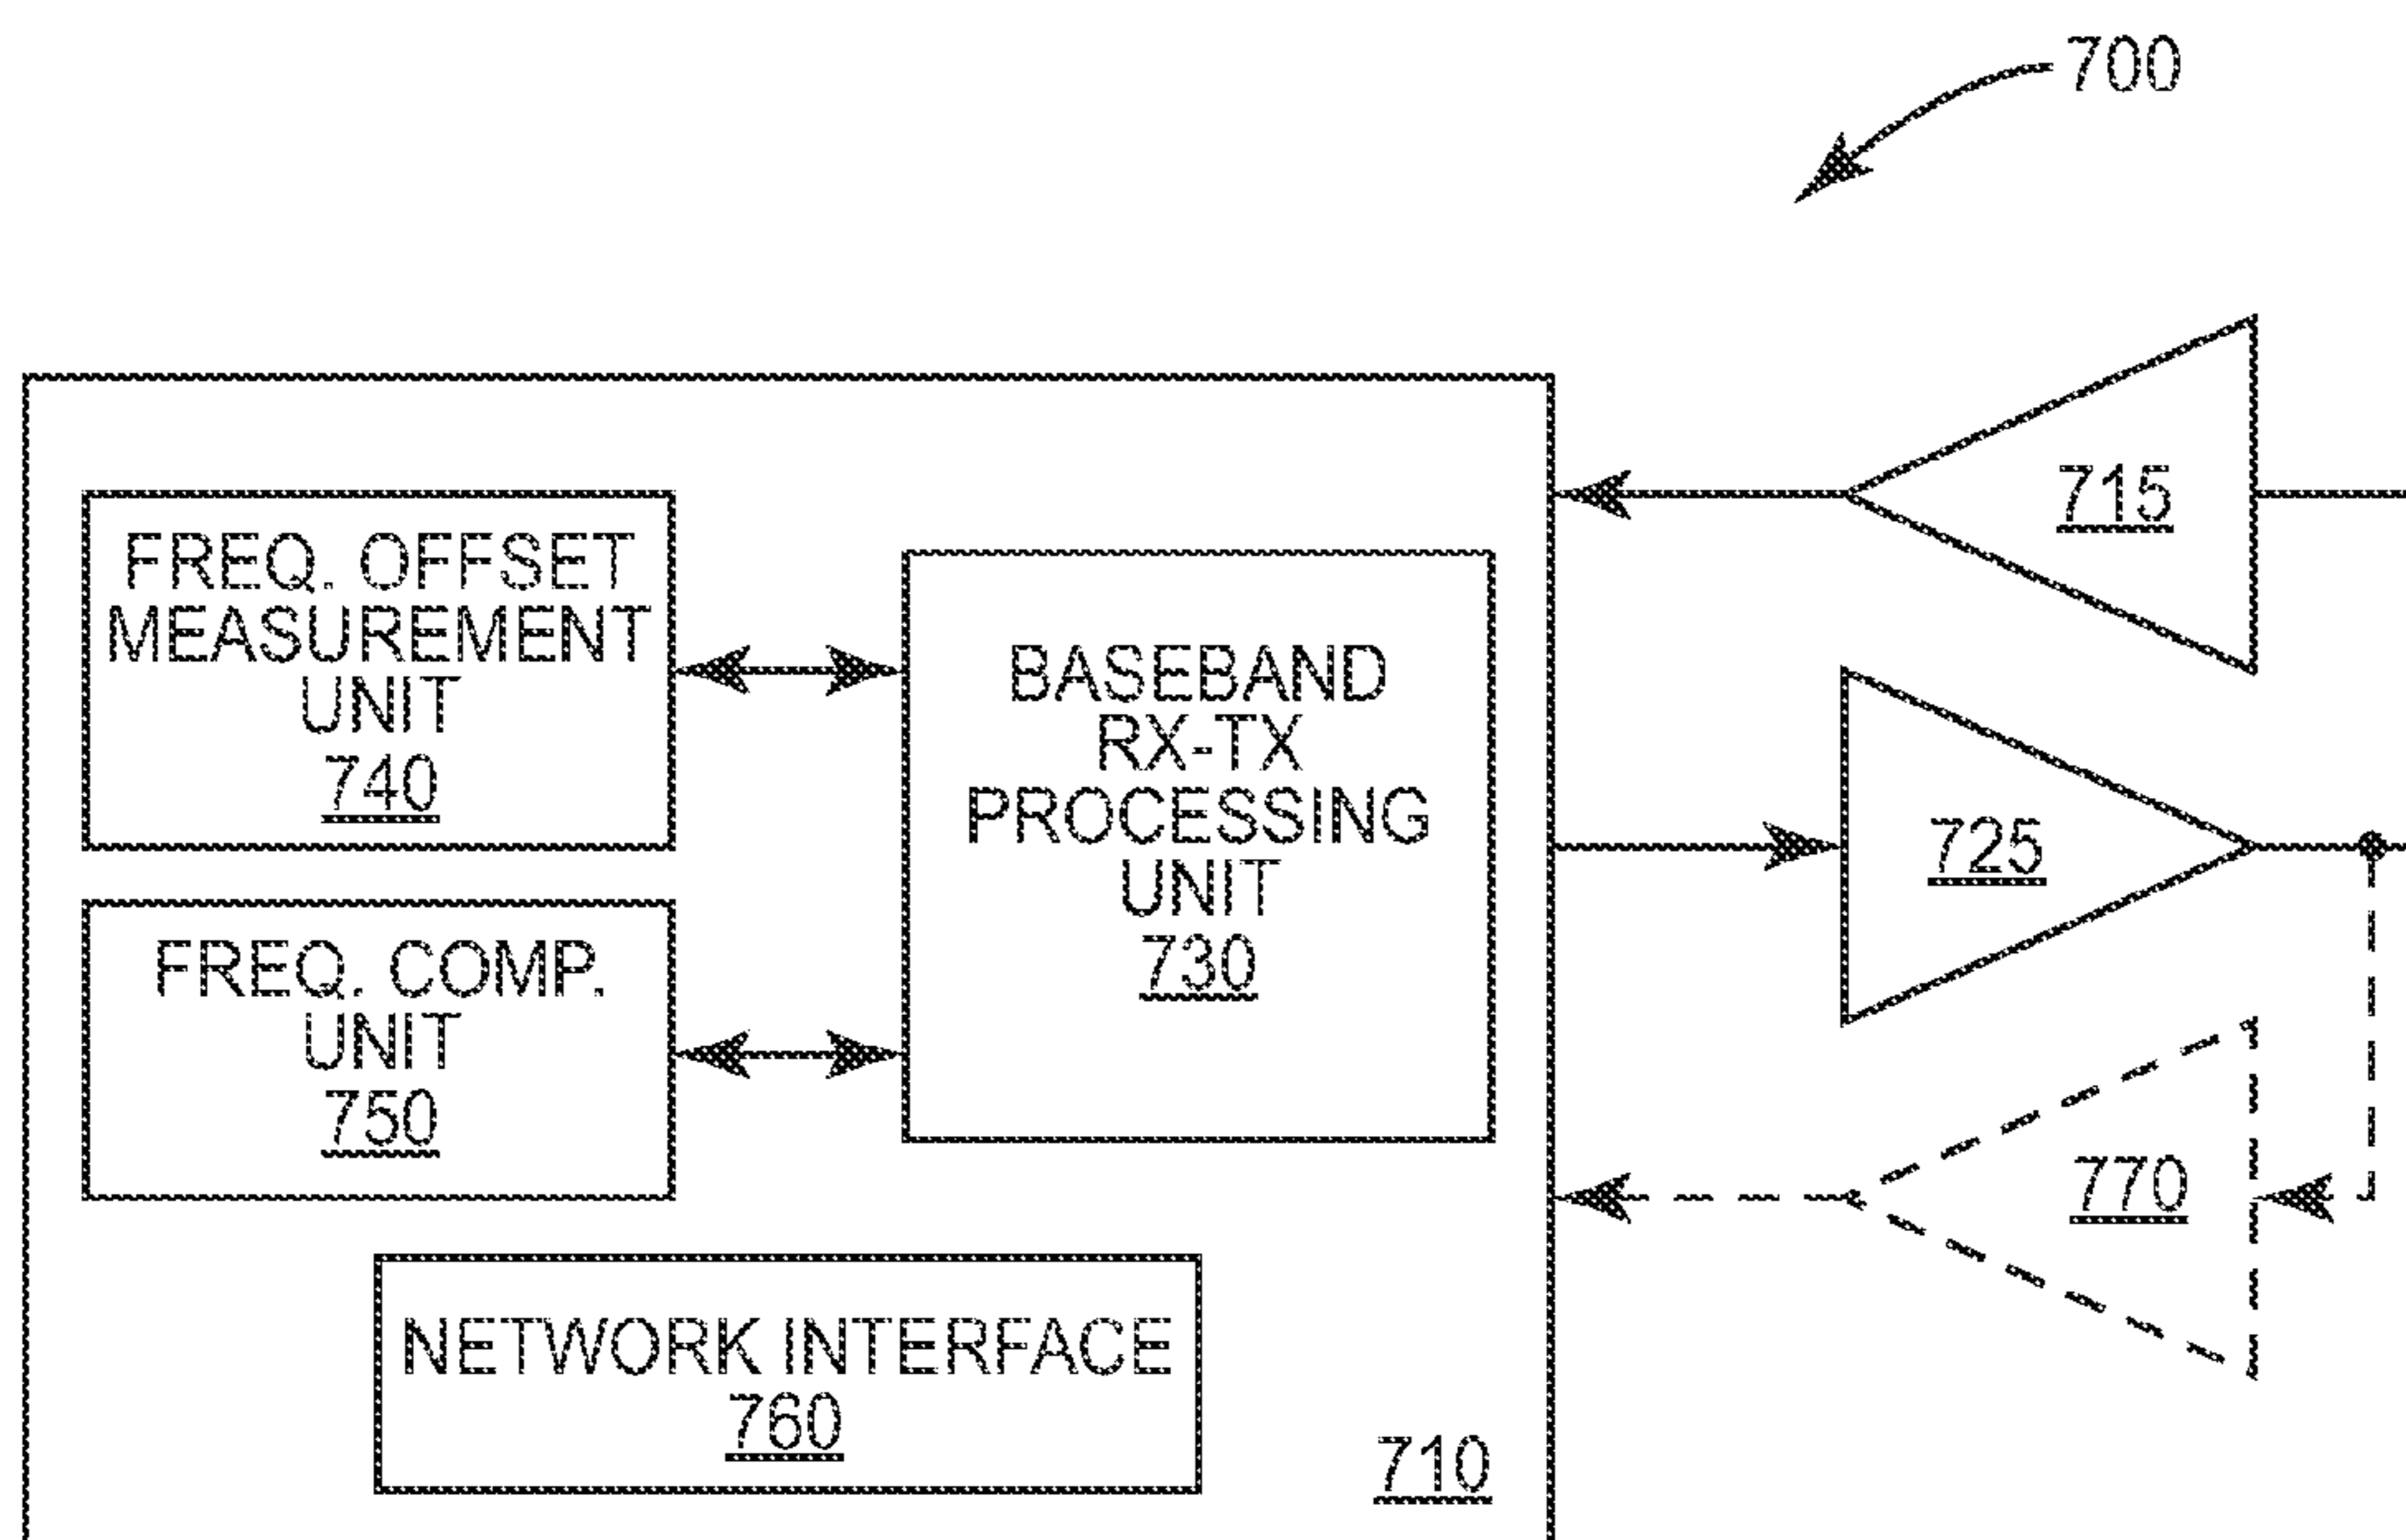 700
715
FREQ. OFFSET
MEASUREMENT
UNIT
740
BASEBAND
RX-TX
PROCESSING
UNIT
730
725
FREQ. COMP.
UNIT
750
770
NETWORK INTERFACE
760
710